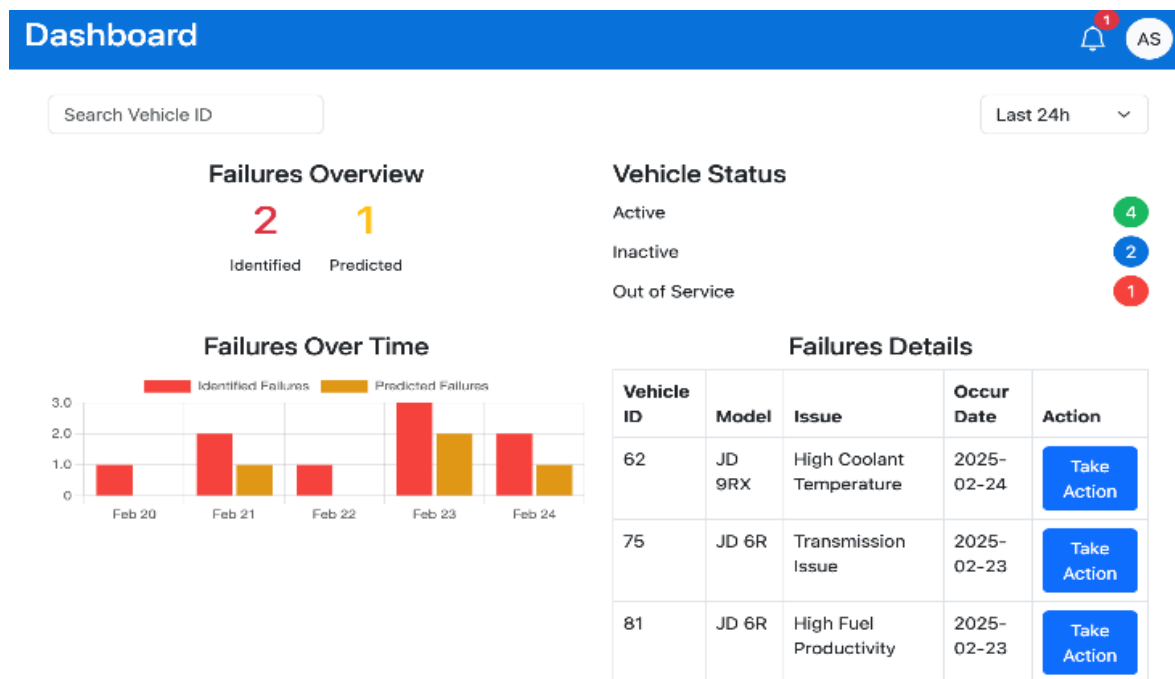 Dashboard
1
AS
Search Vehicle ID
Last 24h
Failures Overview
2
1
Identified
Predicted
Vehicle Status
Active
4
Inactive
2
Out of Service
1
Failures Over Time
Identified Failures
Predicted Failures
3.0
2.0
1.0
0
Feb 20
Feb 21
Feb 22
Feb 23
Feb 24
Failures Details
Vehicle
ID
Model
Issue
Occur
Date
Action
62
JD
9RX
High Coolant
Temperature
2025-
02-24
Take
Action
75
JD 6R
Transmission
Issue
2025-
02-23
Take
Action
81
JD 6R
High Fuel
Productivity
2025-
02-23
Take
Action